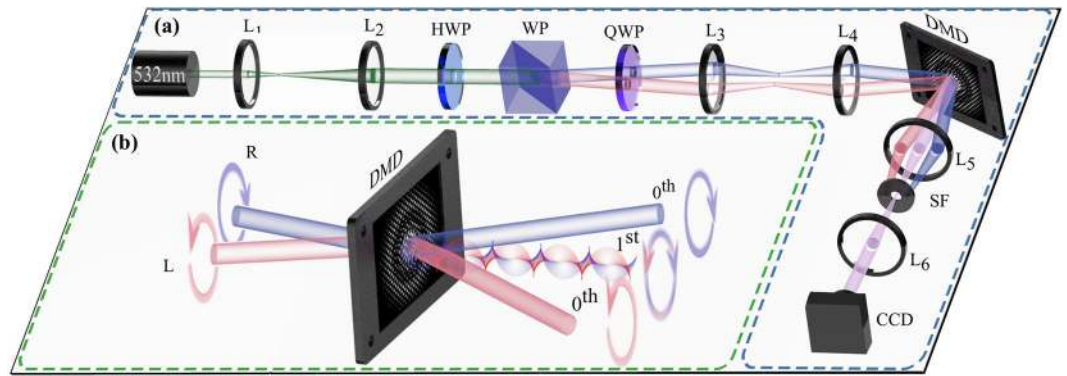 (a)
532nm
L₁
L₂
HWP
WP
QWP
L₃
L₄
DMD
L₅
SF
L₆
CCD
(b)
R
L
DMD
0ᵗʰ
1ˢᵗ
0ᵗʰ